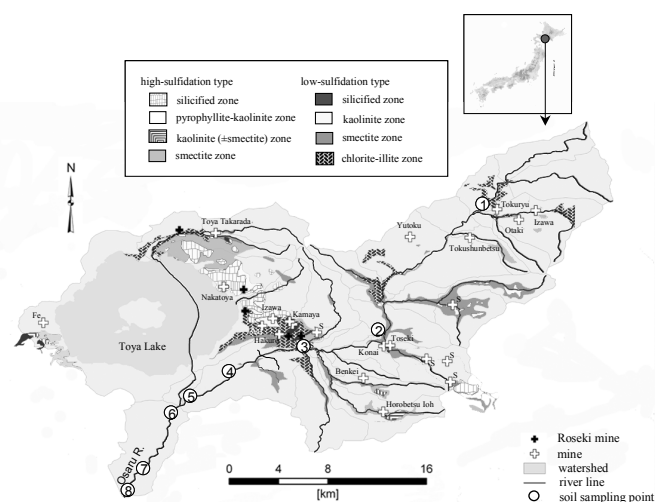 high-sulfidation type
silicified zone
pyrophyllite-kaolinite zone
kaolinite (±smectite) zone
smectite zone
low-sulfidation type
silicified zone
kaolinite zone
smectite zone
chlorite-illite zone
N
1
Tokuryu
Izawa
Otaki
Toya Takarada
Yutoku
Tokushunbetsu
Nakatoya
S
Fe
Izawa
Kamaya
S
2
Toseki
Toya Lake
Hakuryu
3
Konai
S
S
4
Benkei
S
5
6
Horobetsu Ioh
Osaru R.
7
8
0 4 8 16
[km]
Roseki mine
mine
watershed
river line
soil sampling point